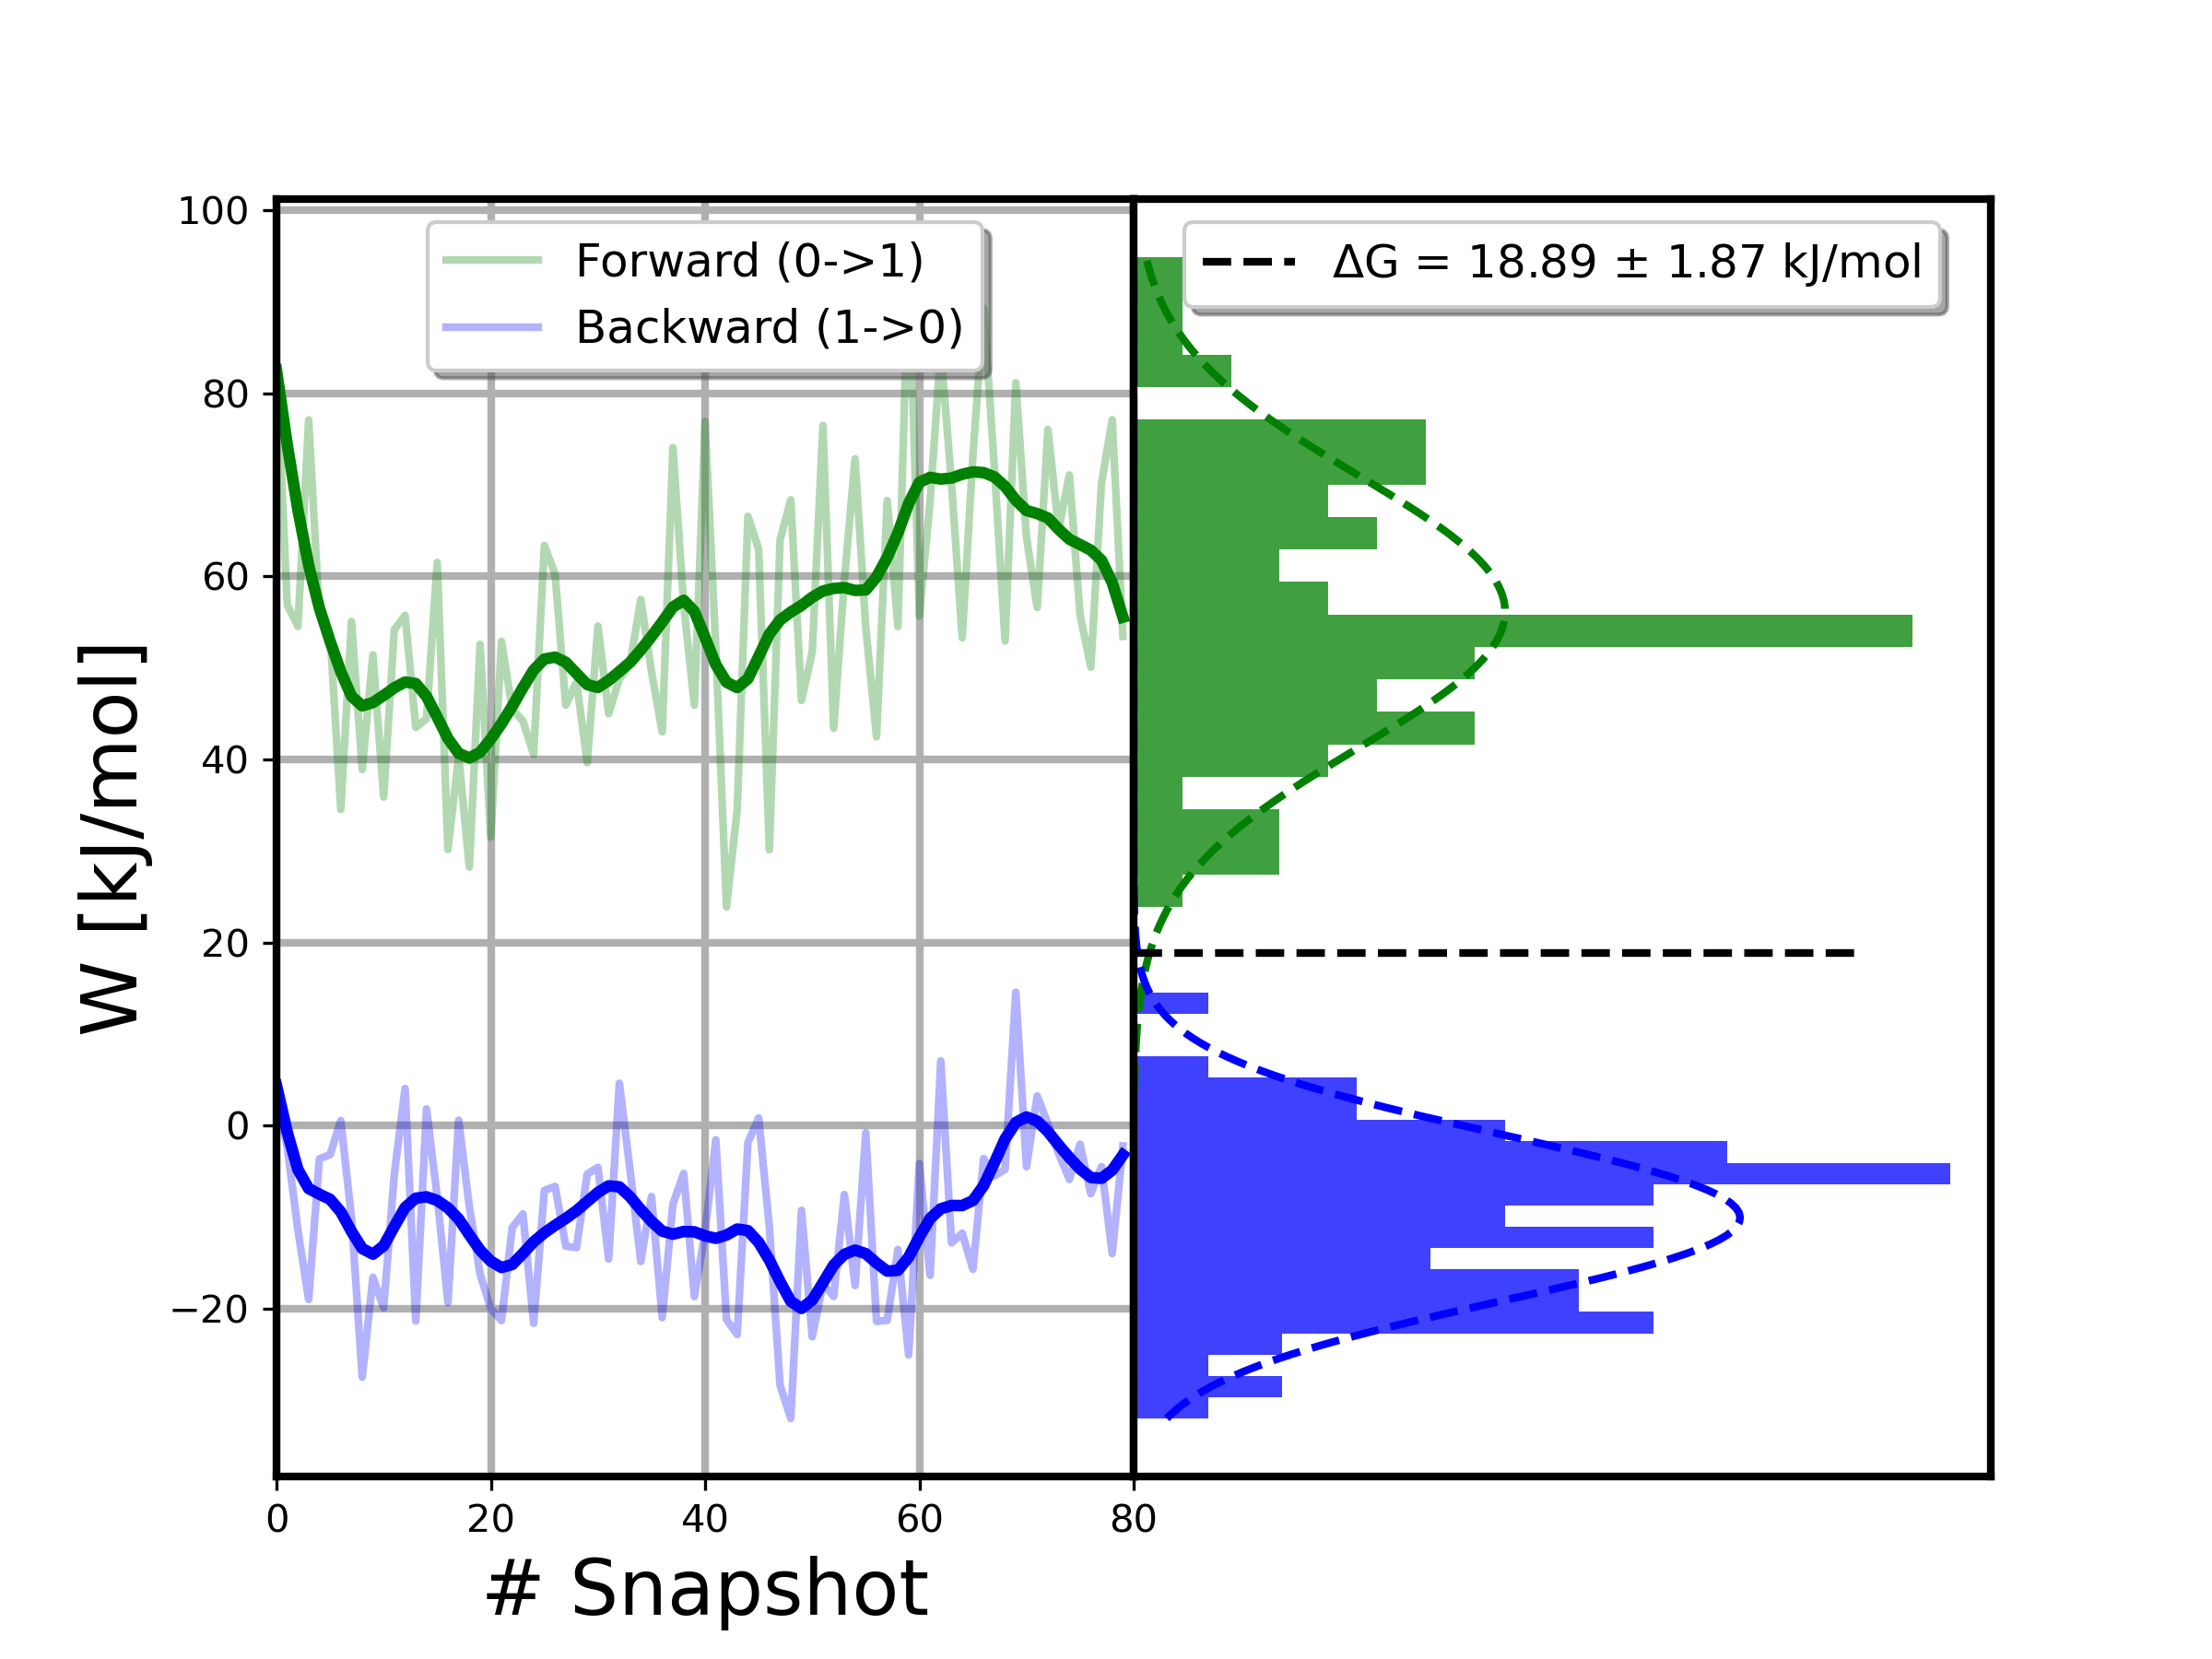 Forward (0->1)
Backward (1->0)
ΔG = 18.89 ± 1.87 kJ/mol
W [kJ/mol]
100
80
60
40
20
0
−20
0 20 40 60 80
# Snapshot